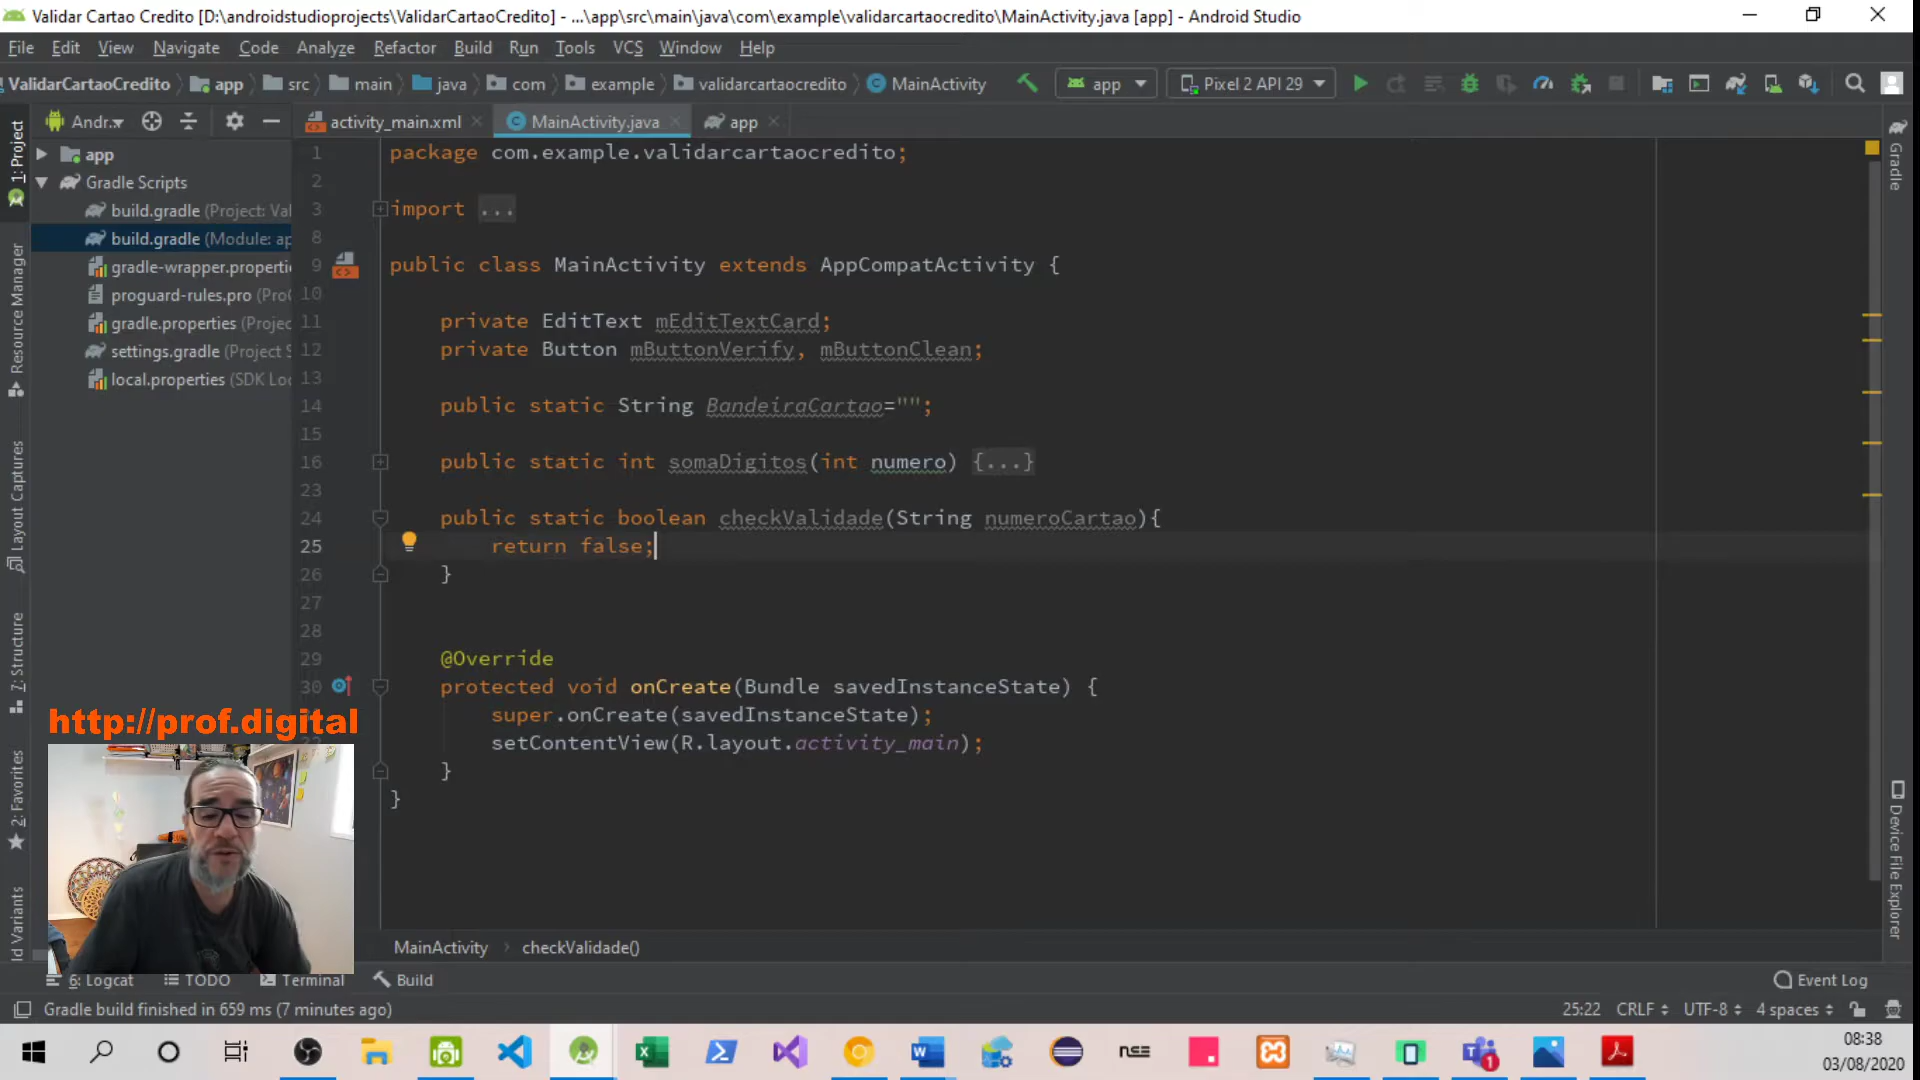 Validar Cartao Credito [D:\androidstudioprojects\ValidarCartaoCredito] - ...\app\src\main\java\com\example\validarcartaocredito\MainActivity.java [app] - Android Studio
File Edit View Navigate Code Analyze Refactor Build Run Tools VCS Window Help
ValidarCartaoCredito app src main java com example validarcartaocredito MainActivity app Pixel 2 API 29
Andr.. activity_main.xml MainActivity.java app
1: Project
Resource Manager
Layout Captures
7: Structure
2: Favorites
ld Variants
app
Gradle Scripts
build.gradle (Project: Val
build.gradle (Module: ap
gradle-wrapper.properti
proguard-rules.pro (Pro
gradle.properties (Projec
settings.gradle (Project S
local.properties (SDK Loc
1 package com.example.validarcartaocredito;
2
3 import ...
8
9 public class MainActivity extends AppCompatActivity {
10
11 private EditText mEditTextCard;
12 private Button mButtonVerify, mButtonClean;
13
14 public static String BandeiraCartao="";
15
16 public static int somaDigitos(int numero) {...}
23
24 public static boolean checkValidade(String numeroCartao){
25 return false;
26 }
27
28
29 @Override
30 protected void onCreate(Bundle savedInstanceState) {
super.onCreate(savedInstanceState);
setContentView(R.layout.activity_main);
}
}
http://prof.digital
Gradle
Device File Explorer
MainActivity checkValidade()
6: Logcat TODO Terminal Build Event Log
Gradle build finished in 659 ms (7 minutes ago) 25:22 CRLF UTF-8 4 spaces
NSE
1
08:38
03/08/2020